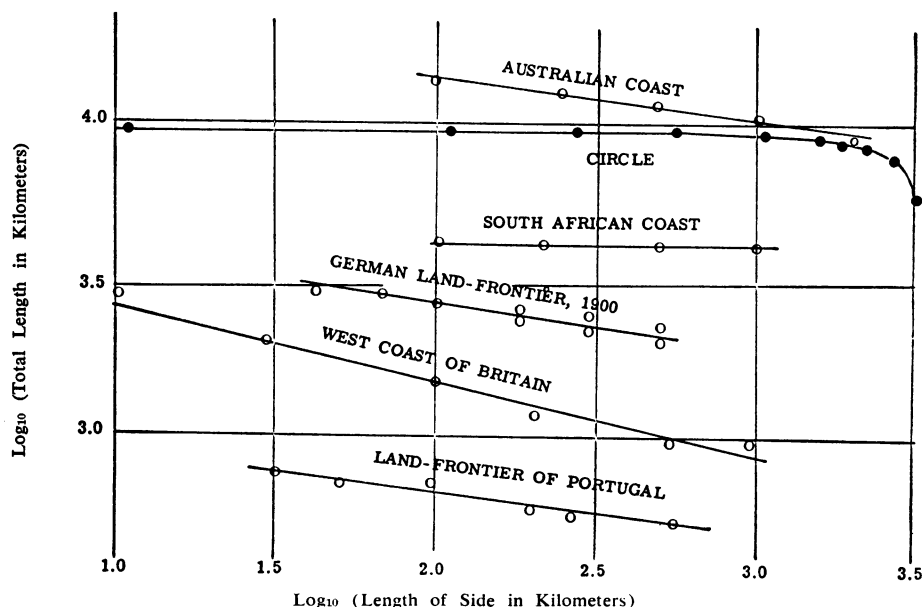 AUSTRALIAN COAST
4.0
CIRCLE
SOUTH AFRICAN COAST
GERMAN LAND-FRONTIER, 1900
3.5
WEST COAST OF BRITAIN
3.0
LAND-FRONTIER OF PORTUGAL
1.0 1.5 2.0 2.5 3.0 3.5
Log₁₀ (Length of Side in Kilometers)
Log₁₀ (Total Length in Kilometers)